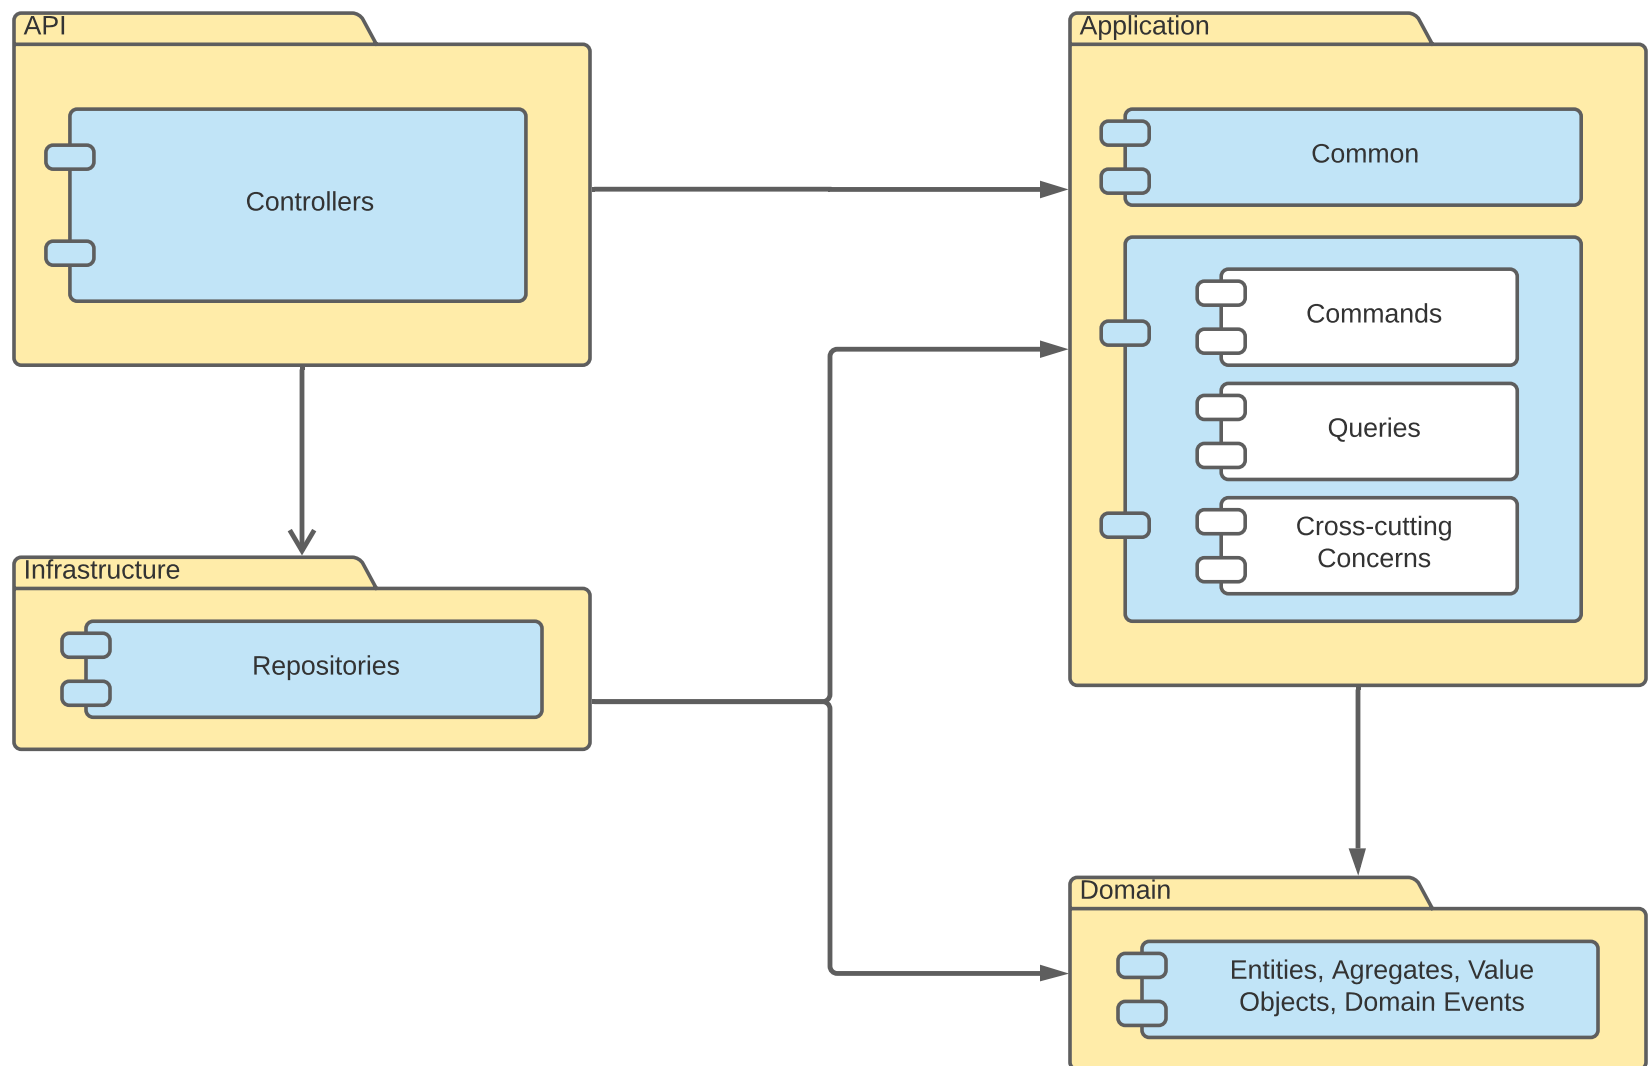 API
Controllers
Application
Common
Commands
Queries
Cross-cutting
Concerns
Infrastructure
Repositories
Domain
Entities, Agregates, Value
Objects, Domain Events